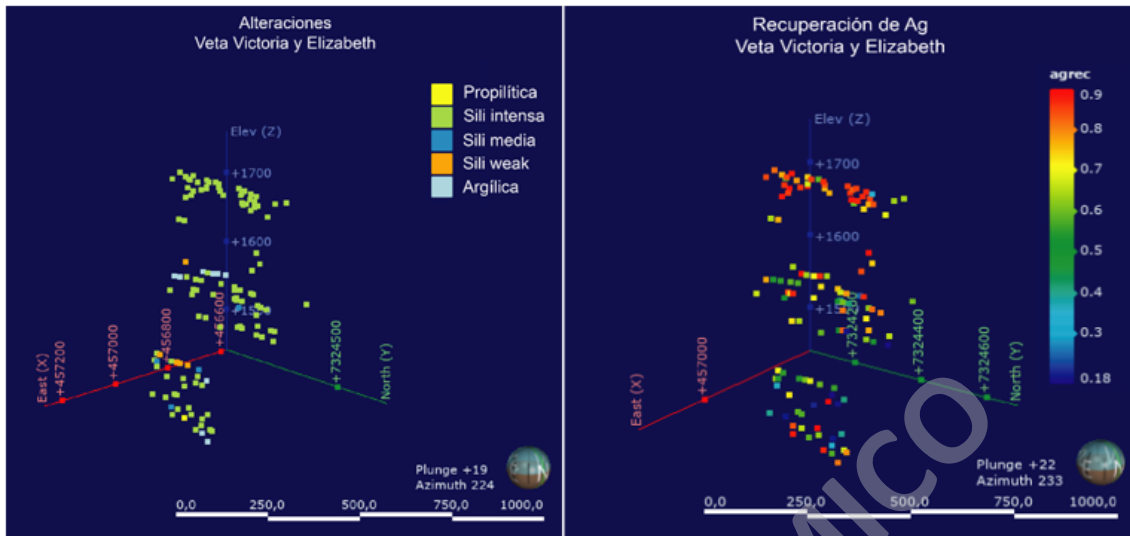 Alteraciones
Veta Victoria y Elizabeth
Propilítica
Sili intensa
Sili media
Sili weak
Argílica
Elev (Z)
+1700
+1600
East (X)
+457200
+457000
+456800
+456600
+7324500
North (Y)
Plunge +19
Azimuth 224
0,0
250,0
500,0
750,0
1000,0
Recuperación de Ag
Veta Victoria y Elizabeth
agrec
0.9
0.8
0.7
0.6
0.5
0.4
0.3
0.18
Elev (Z)
+1700
+1600
East (X)
+457000
+7324200
+7324400
+7324600
North (Y)
Plunge +22
Azimuth 233
0,0
250,0
500,0
750,0
1000,0
MICO